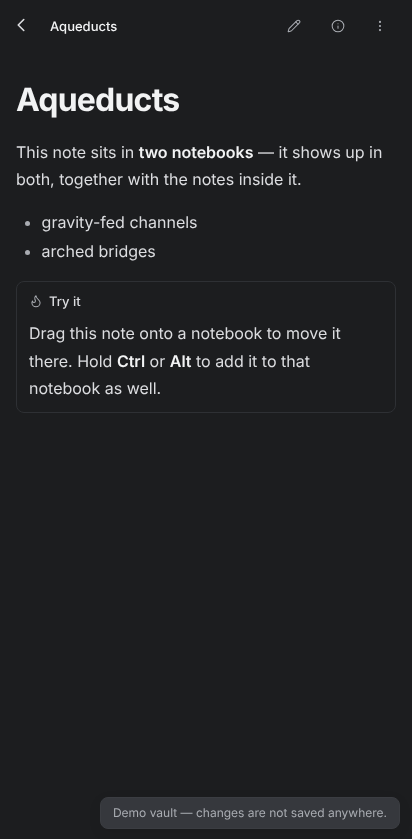 Aqueducts
Aqueducts
This note sits in two notebooks — it shows up in
both, together with the notes inside it.
gravity-fed channels
arched bridges
Try it
Drag this note onto a notebook to move it
there. Hold Ctrl or Alt to add it to that
notebook as well.
Demo vault — changes are not saved anywhere.